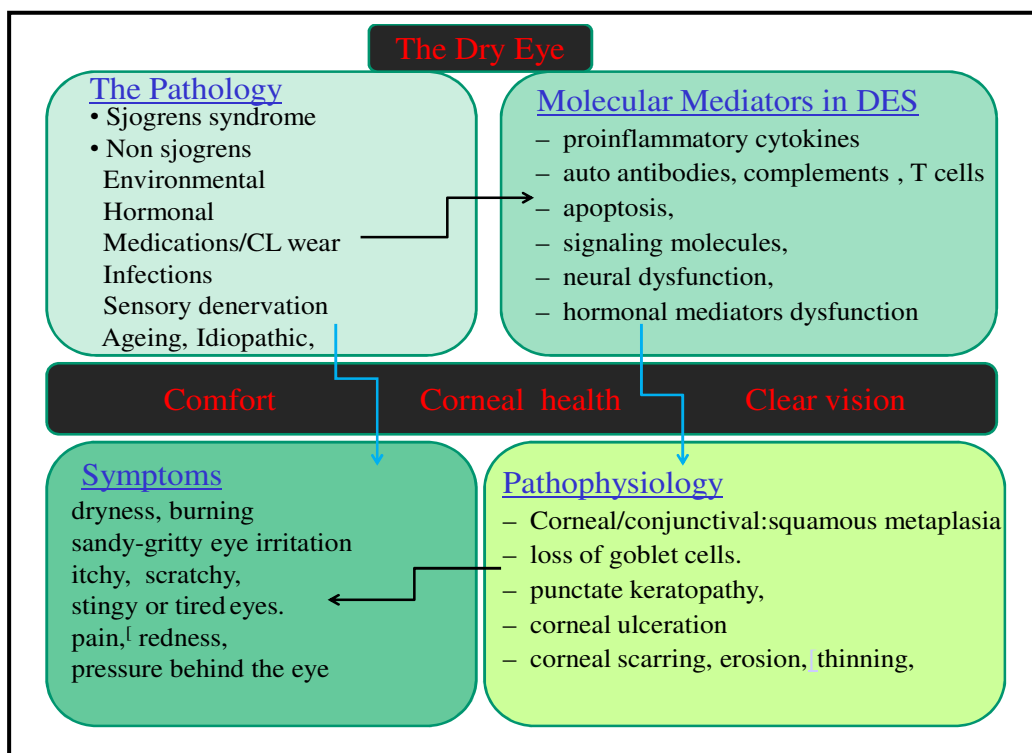 The Dry Eye
The Pathology
• Sjogrens syndrome
• Non sjogrens
Environmental
Hormonal
Medications/CL wear
Infections
Sensory denervation
Ageing, Idiopathic,
Molecular Mediators in DES
– proinflammatory cytokines
– auto antibodies, complements , T cells
– apoptosis,
– signaling molecules,
– neural dysfunction,
– hormonal mediators dysfunction
Comfort Corneal health Clear vision
Symptoms
dryness, burning
sandy-gritty eye irritation
itchy, scratchy,
stingy or tired eyes.
pain,[ redness,
pressure behind the eye
Pathophysiology
– Corneal/conjunctival:squamous metaplasia
– loss of goblet cells.
– punctate keratopathy,
– corneal ulceration
– corneal scarring, erosion,[thinning,